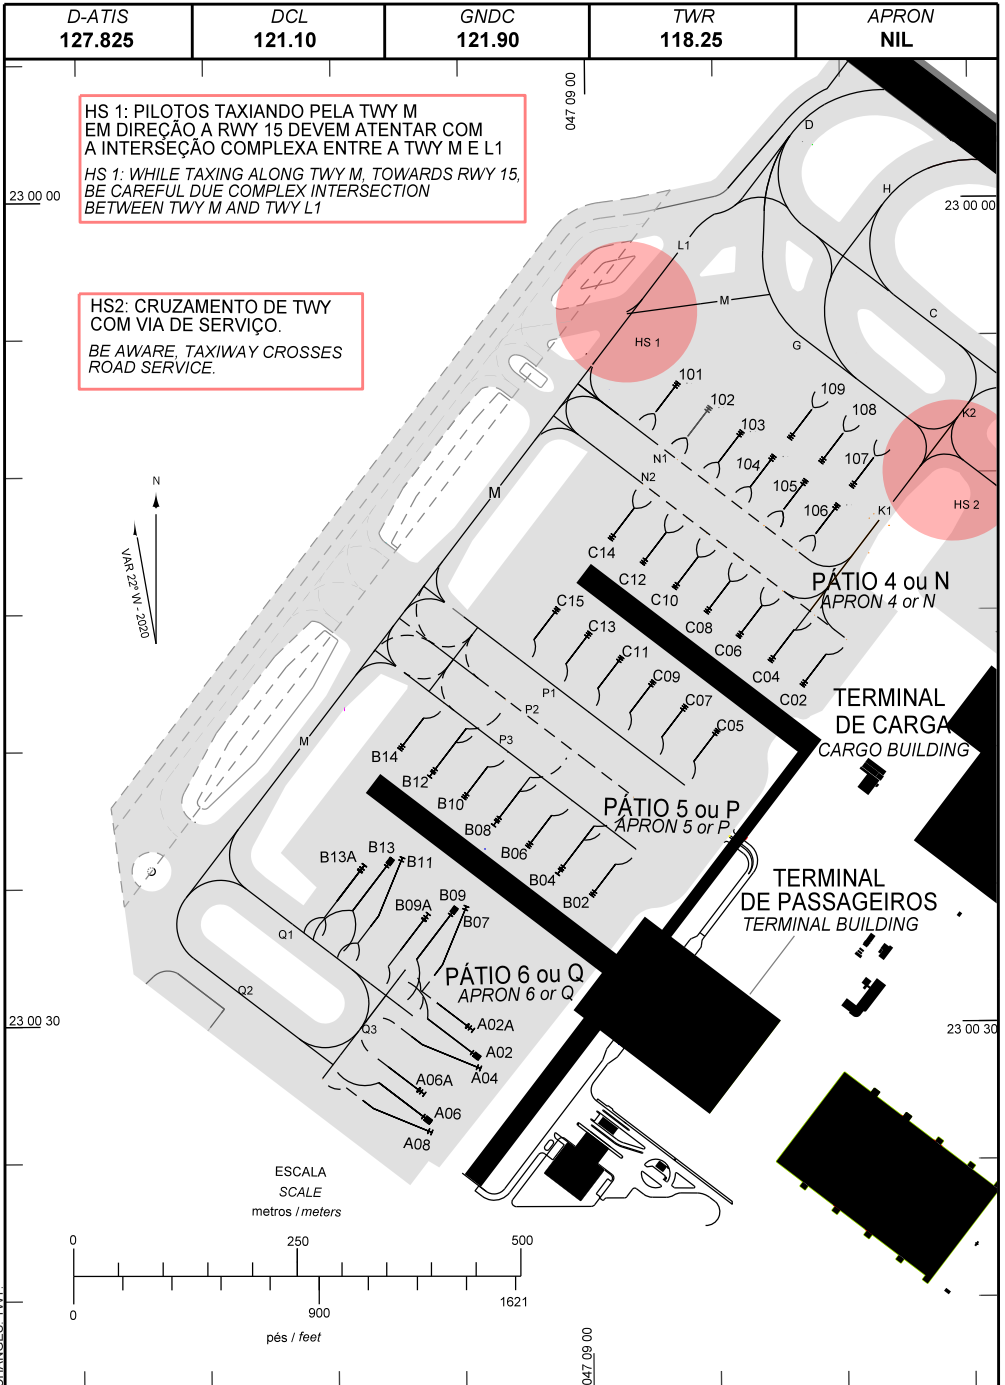 D-ATIS
127.825
DCL
121.10
GNDC
121.90
TWR
118.25
APRON
NIL
HS 1: PILOTOS TAXIANDO PELA TWY M
EM DIREÇÃO A RWY 15 DEVEM ATENTAR COM
A INTERSEÇÃO COMPLEXA ENTRE A TWY M E L1
HS 1: WHILE TAXING ALONG TWY M, TOWARDS RWY 15,
BE CAREFUL DUE COMPLEX INTERSECTION
BETWEEN TWY M AND TWY L1
047 09 00
D
H
23 00 00
23 00 00
L1
HS2: CRUZAMENTO DE TWY
COM VIA DE SERVIÇO.
BE AWARE, TAXIWAY CROSSES
ROAD SERVICE.
M
C
HS 1
G
101
102
109
108
K2
103
N1
104
107
N
N2
M
105
HS 2
106
K1
VAR 22° W - 2020
C14
C12
C10
C08
C06
C04
C02
PÁTIO 4 ou N
APRON 4 or N
C15
C13
C11
C09
C07
C05
P1
P2
P3
M
TERMINAL
DE CARGA
CARGO BUILDING
B14
B12
B10
B08
B06
B04
B02
PÁTIO 5 ou P
APRON 5 or P
B13A
B13
B11
B09A
B09
B07
TERMINAL
DE PASSAGEIROS
TERMINAL BUILDING
Q1
Q2
Q3
PÁTIO 6 ou Q
APRON 6 or Q
23 00 30
23 00 30
A02A
A02
A04
A06A
A06
A08
ESCALA
SCALE
metros / meters
0
250
500
0
900
1621
pés / feet
047 09 00